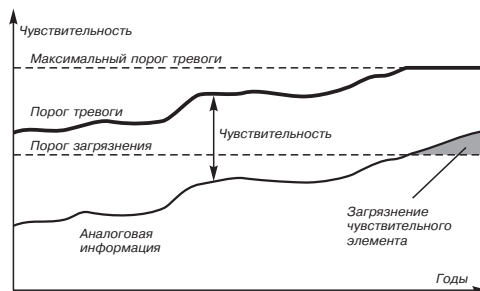 Чувствительность
Максимальный порог тревоги
Порог тревоги
Чувствительность
Порог загрязнения
Загрязнение
чувствительного
элемента
Аналоговая
информация
Годы